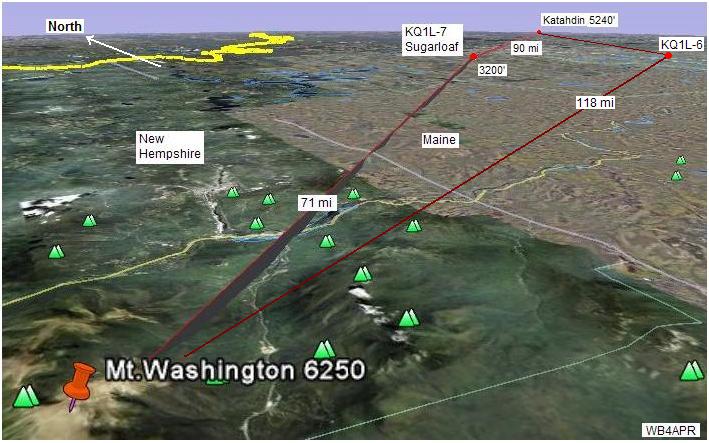 North
KQ1L-7
Sugarloaf
Katahdin 5240'
90 mi
KQ1L-6
3200'
118 mi
New
Hempshire
Maine
71 mi
Mt.Washington 6250
WB4APR